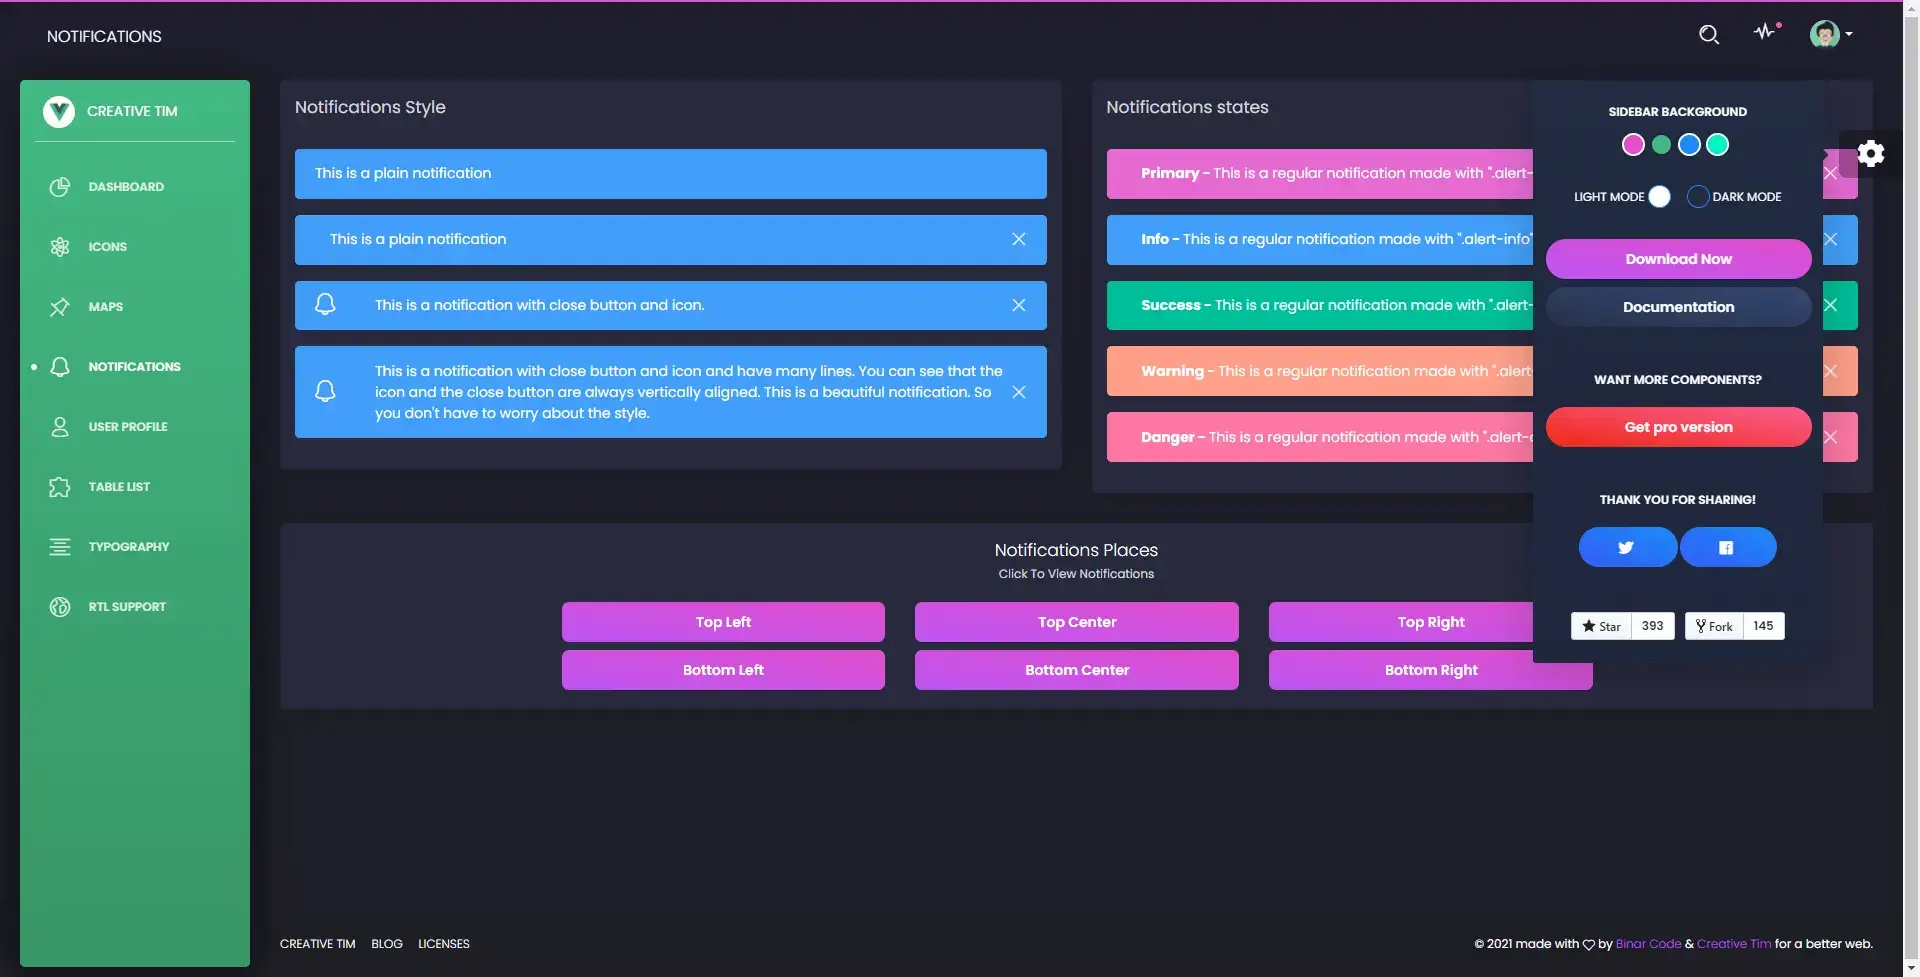 NOTIFICATIONS
CREATIVE TIM
DASHBOARD
ICONS
MAPS
NOTIFICATIONS
USER PROFILE
TABLE LIST
TYPOGRAPHY
RTL SUPPORT
Notifications Style
This is a plain notification
This is a plain notification
This is a notification with close button and icon.
This is a notification with close button and icon and have many lines. You can see that the
icon and the close button are always vertically aligned. This is a beautiful notification. So
you don't have to worry about the style.
Notifications states
Primary - This is a regular notification made with ".alert-
Info - This is a regular notification made with ".alert-info"
Success - This is a regular notification made with ".alert-
Warning - This is a regular notification made with ".alert-
Danger - This is a regular notification made with ".alert-
SIDEBAR BACKGROUND
LIGHT MODE DARK MODE
Download Now
Documentation
WANT MORE COMPONENTS?
Get pro version
THANK YOU FOR SHARING!
Star 393 Fork 145
Notifications Places
Click To View Notifications
Top Left Top Center Top Right
Bottom Left Bottom Center Bottom Right
CREATIVE TIM BLOG LICENSES
© 2021 made with by Binar Code & Creative Tim for a better web.